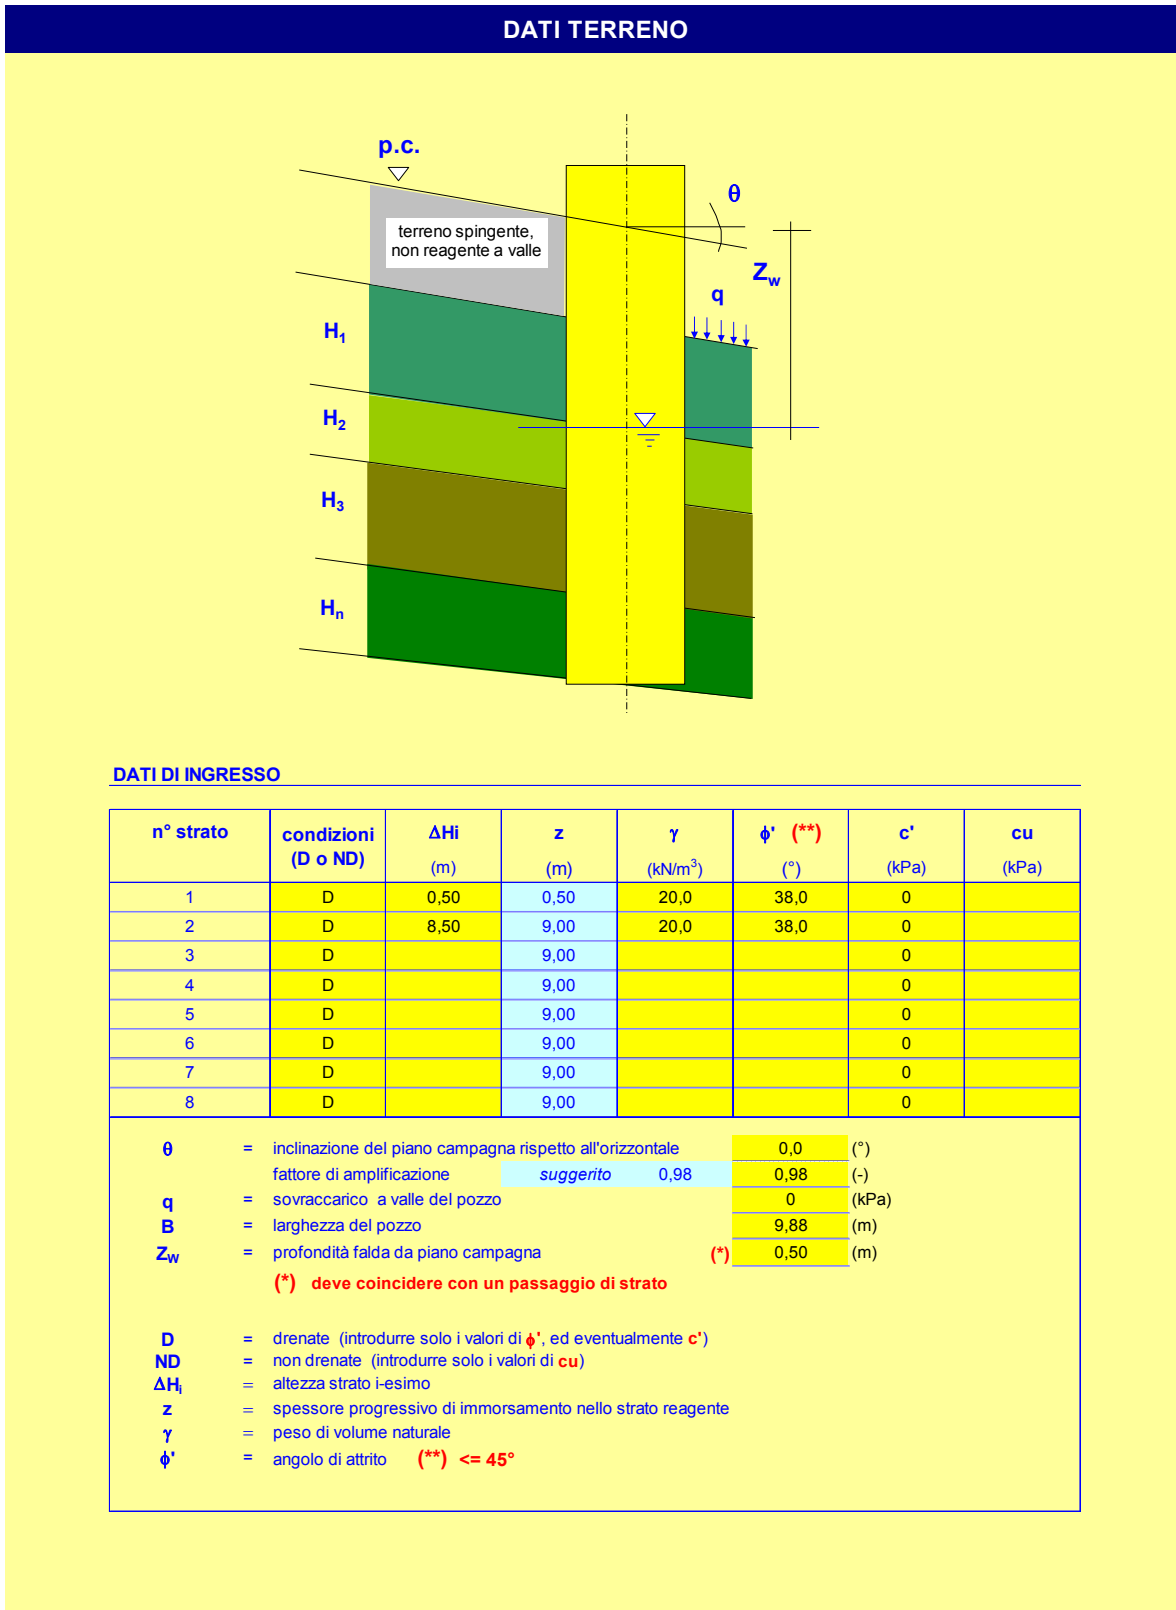 DATI TERRENO
p.c.
θ
terreno spingente,
non reagente a valle
Zw
q
H1
H2
H3
Hn
DATI DI INGRESSO
n° strato condizioni (D o ND) ΔHi (m) z (m) γ (kN/m3) ϕ' (**) (°) c' (kPa) cu (kPa)
1 D 0,50 0,50 20,0 38,0 0
2 D 8,50 9,00 20,0 38,0 0
3 D 9,00 0
4 D 9,00 0
5 D 9,00 0
6 D 9,00 0
7 D 9,00 0
8 D 9,00 0
θ = inclinazione del piano campagna rispetto all'orizzontale 0,0 (°)
fattore di amplificazione suggerito 0,98 0,98 (-)
q = sovraccarico a valle del pozzo 0 (kPa)
B = larghezza del pozzo 9,88 (m)
ZW = profondità falda da piano campagna (*) 0,50 (m)
(*) deve coincidere con un passaggio di strato
D = drenate (introdurre solo i valori di ϕ', ed eventualmente c')
ND = non drenate (introdurre solo i valori di cu)
ΔHi = altezza strato i-esimo
z = spessore progressivo di immorsamento nello strato reagente
γ = peso di volume naturale
ϕ' = angolo di attrito (**) <= 45°